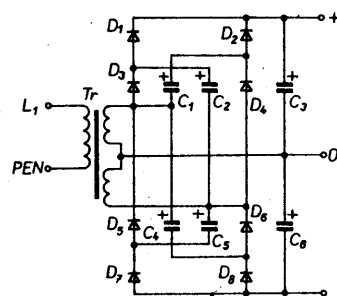 D1 D2 +
D3 Tr
L1 + + +
C1 C2 D4 C3
PEN 0
D5 + + D6 +
C4 C5 C6
D7 D8 -